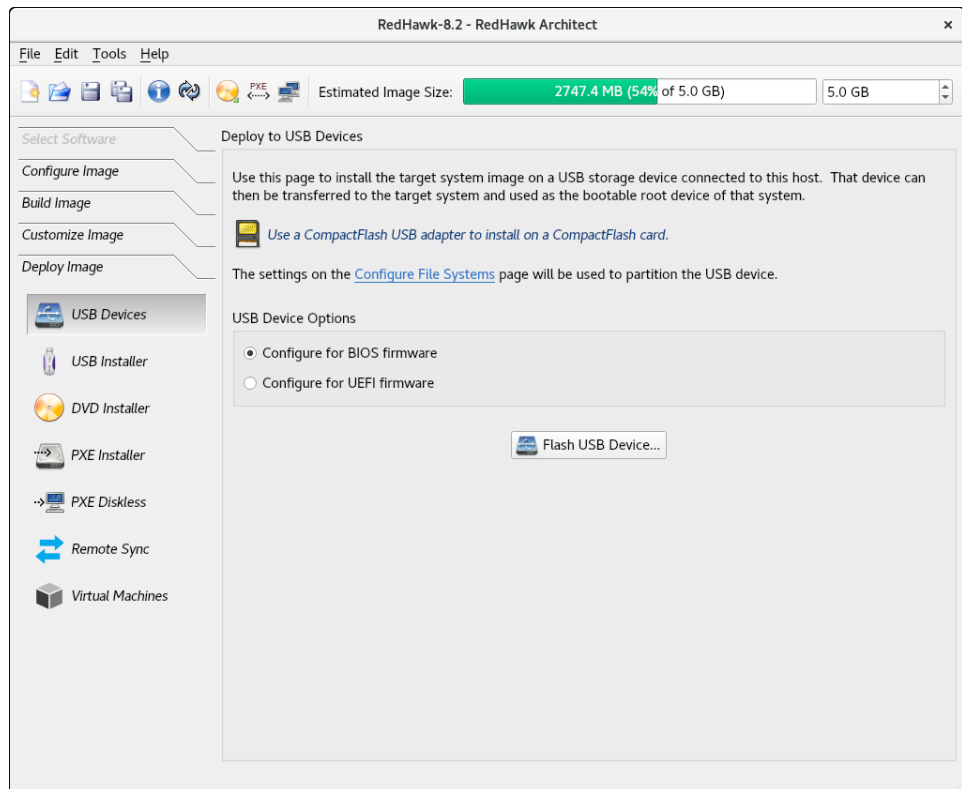 RedHawk-8.2 - RedHawk Architect
File Edit Tools Help
PXE
Estimated Image Size:
2747.4 MB (54% of 5.0 GB)
5.0 GB
Select Software
Configure Image
Build Image
Customize Image
Deploy Image
USB Devices
USB Installer
DVD Installer
PXE Installer
PXE Diskless
Remote Sync
Virtual Machines
Deploy to USB Devices
Use this page to install the target system image on a USB storage device connected to this host. That device can
then be transferred to the target system and used as the bootable root device of that system.
Use a CompactFlash USB adapter to install on a CompactFlash card.
The settings on the Configure File Systems page will be used to partition the USB device.
USB Device Options
Configure for BIOS firmware
Configure for UEFI firmware
Flash USB Device...